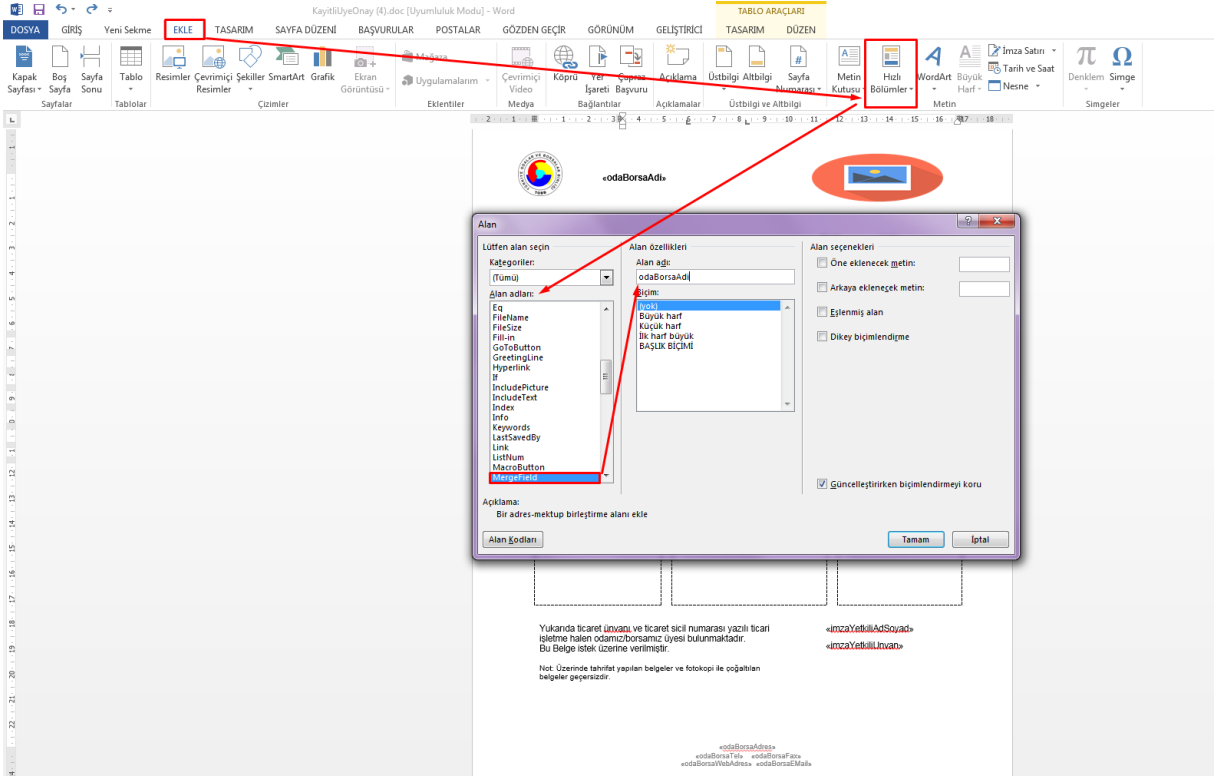 KayitliUyeOnay (4).doc [Uyumluluk Modu] - Word
TABLO ARAÇLARI
DOSYA GİRİŞ Yeni Sekme EKLE TASARIM SAYFA DÜZENİ BAŞVURULAR POSTALAR GÖZDEN GEÇİR GÖRÜNÜM GELİŞTİRİCİ TASARIM DÜZEN
Kapak Sayfası
Boş Sayfa
Sayfa Sonu
Sayfalar
Tablo
Tablolar
Resimler
Çevrimiçi Resimler
Şekiller
SmartArt
Grafik
Ekran Görüntüsü
Çizimler
Mağaza
Uygulamalarım
Eklentiler
Çevrimiçi Video
Medya
Köprü
Yer İşareti
Çapraz Başvuru
Bağlantılar
Açıklama
Açıklamalar
Üstbilgi
Altbilgi
Sayfa Numarası
Üstbilgi ve Altbilgi
Metin Kutusu
Hızlı Bölümler
WordArt
Büyük Harf
İmza Satırı
Tarih ve Saat
Nesne
Metin
Denklem
Simge
Simgeler
«odaBorsaAdi»
Alan
Lütfen alan seçin
Kategoriler:
(Tümü)
Alan adları:
Eq
FileName
FileSize
Fill-in
GoToButton
GreetingLine
Hyperlink
If
IncludePicture
IncludeText
Index
Info
Keywords
LastSavedBy
Link
ListNum
MacroButton
MergeField
Alan özellikleri
Alan adı:
odaBorsaAdi
Biçim:
(yok)
Büyük harf
Küçük harf
İlk harf büyük
BAŞLIK BİÇİMİ
Alan seçenekleri
Öne eklenecek metin:
Arkaya eklenecek metin:
Eşlenmiş alan
Dikey biçimlendirme
Güncelleştirirken biçimlendirmeyi koru
Açıklama:
Bir adres-mektup birleştirme alanı ekle
Alan Kodları
Tamam
İptal
Yukarıda ticaret ünvanı ve ticaret sicil numarası yazılı ticari
işletme halen odamız/borsamız üyesi bulunmaktadır.
Bu Belge istek üzerine verilmiştir.
«imzaYetkiliAdSoyad»
«imzaYetkiliUnvan»
Not: Üzerinde tahrifat yapılan belgeler ve fotokopi ile çoğaltılan
belgeler geçersizdir.
«odaBorsaAdres»
«odaBorsaTel» «odaBorsaFax»
«odaBorsaWebAdres» «odaBorsaEMail»